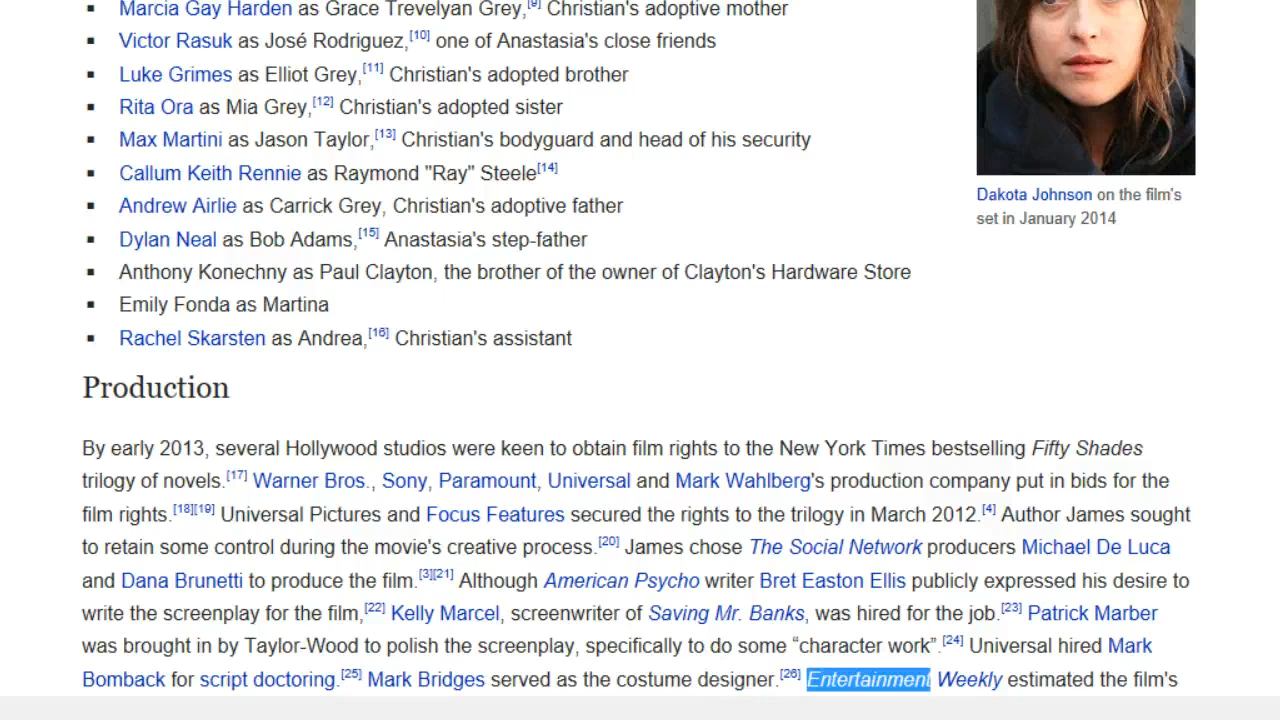 Marcia Gay Harden as Grace Trevelyan Grey,[9] Christian's adoptive mother
Victor Rasuk as José Rodriguez,[10] one of Anastasia's close friends
Luke Grimes as Elliot Grey,[11] Christian's adopted brother
Rita Ora as Mia Grey,[12] Christian's adopted sister
Max Martini as Jason Taylor,[13] Christian's bodyguard and head of his security
Callum Keith Rennie as Raymond "Ray" Steele[14]
Andrew Airlie as Carrick Grey, Christian's adoptive father
Dylan Neal as Bob Adams,[15] Anastasia's step-father
Anthony Konechny as Paul Clayton, the brother of the owner of Clayton's Hardware Store
Emily Fonda as Martina
Rachel Skarsten as Andrea,[16] Christian's assistant
Dakota Johnson on the film's
set in January 2014
Production
By early 2013, several Hollywood studios were keen to obtain film rights to the New York Times bestselling Fifty Shades
trilogy of novels.[17] Warner Bros., Sony, Paramount, Universal and Mark Wahlberg's production company put in bids for the
film rights.[18][19] Universal Pictures and Focus Features secured the rights to the trilogy in March 2012.[4] Author James sought
to retain some control during the movie's creative process.[20] James chose The Social Network producers Michael De Luca
and Dana Brunetti to produce the film.[3][21] Although American Psycho writer Bret Easton Ellis publicly expressed his desire to
write the screenplay for the film,[22] Kelly Marcel, screenwriter of Saving Mr. Banks, was hired for the job.[23] Patrick Marber
was brought in by Taylor-Wood to polish the screenplay, specifically to do some “character work”.[24] Universal hired Mark
Bomback for script doctoring.[25] Mark Bridges served as the costume designer.[26] Entertainment Weekly estimated the film's